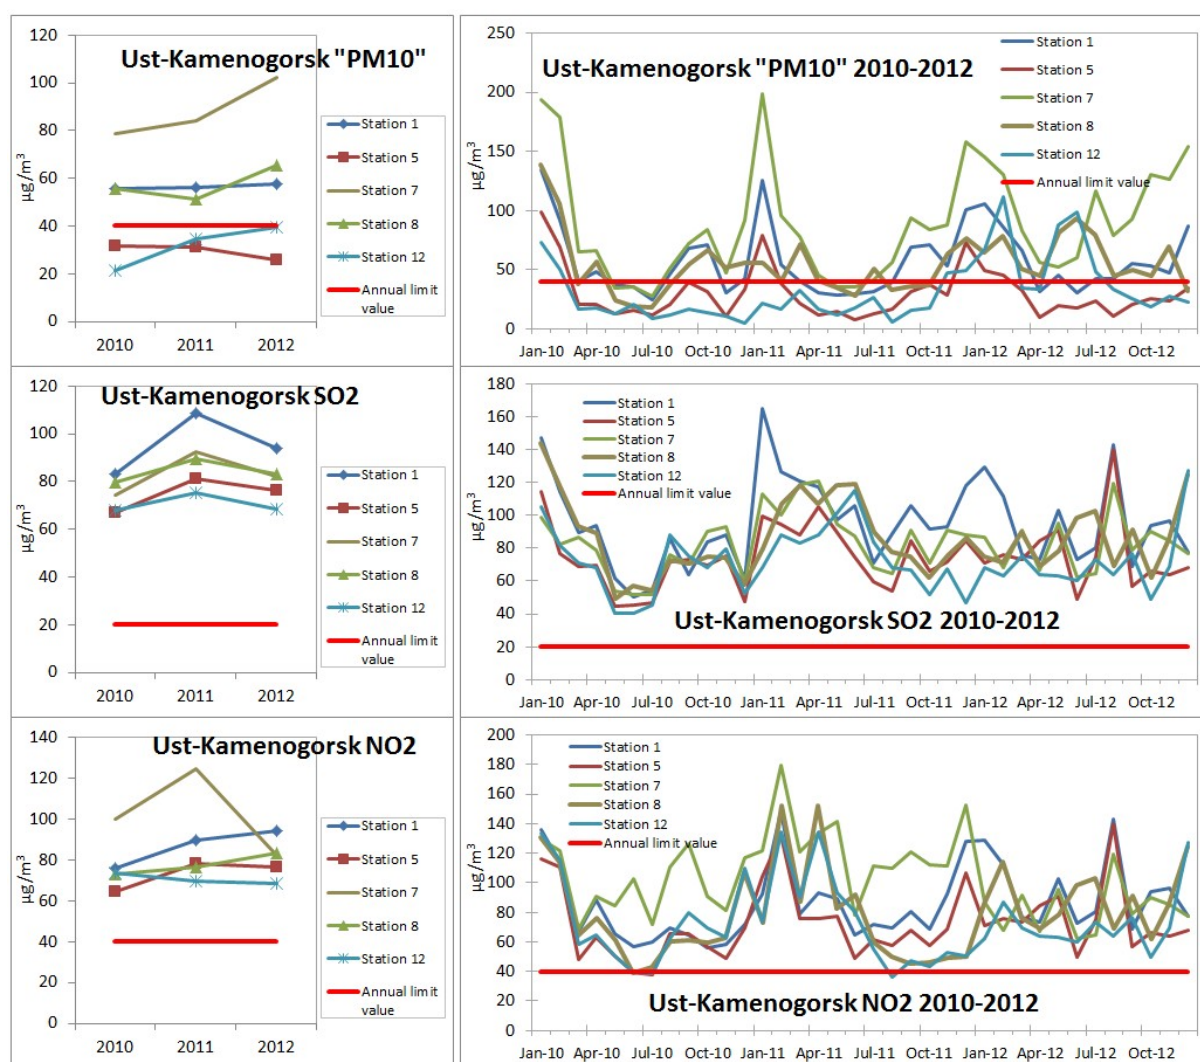 Ust-Kamenogorsk "PM10"
120
100
80
60
40
20
0
µg/m³
2010
2011
2012
Station 1
Station 5
Station 7
Station 8
Station 12
Annual limit
value
Ust-Kamenogorsk "PM10" 2010-2012
250
200
150
100
50
0
µg/m³
Jan-10 Apr-10 Jul-10 Oct-10 Jan-11 Apr-11 Jul-11 Oct-11 Jan-12 Apr-12 Jul-12 Oct-12
Station 1
Station 5
Station 7
Station 8
Station 12
Annual limit value
Ust-Kamenogorsk SO2
120
100
80
60
40
20
0
µg/m³
2010
2011
2012
Station 1
Station 5
Station 7
Station 8
Station 12
Annual limit
value
180
160
140
120
100
80
60
40
20
0
µg/m³
Station 1
Station 5
Station 7
Station 8
Station 12
Annual limit value
Ust-Kamenogorsk SO2 2010-2012
Jan-10 Apr-10 Jul-10 Oct-10 Jan-11 Apr-11 Jul-11 Oct-11 Jan-12 Apr-12 Jul-12 Oct-12
Ust-Kamenogorsk NO2
140
120
100
80
60
40
20
0
µg/m³
2010
2011
2012
Station 1
Station 5
Station 7
Station 8
Station 12
Annual limit
value
200
180
160
140
120
100
80
60
40
20
0
µg/m³
Station 1
Station 5
Station 7
Station 8
Station 12
Annual limit value
Ust-Kamenogorsk NO2 2010-2012
Jan-10 Apr-10 Jul-10 Oct-10 Jan-11 Apr-11 Jul-11 Oct-11 Jan-12 Apr-12 Jul-12 Oct-12